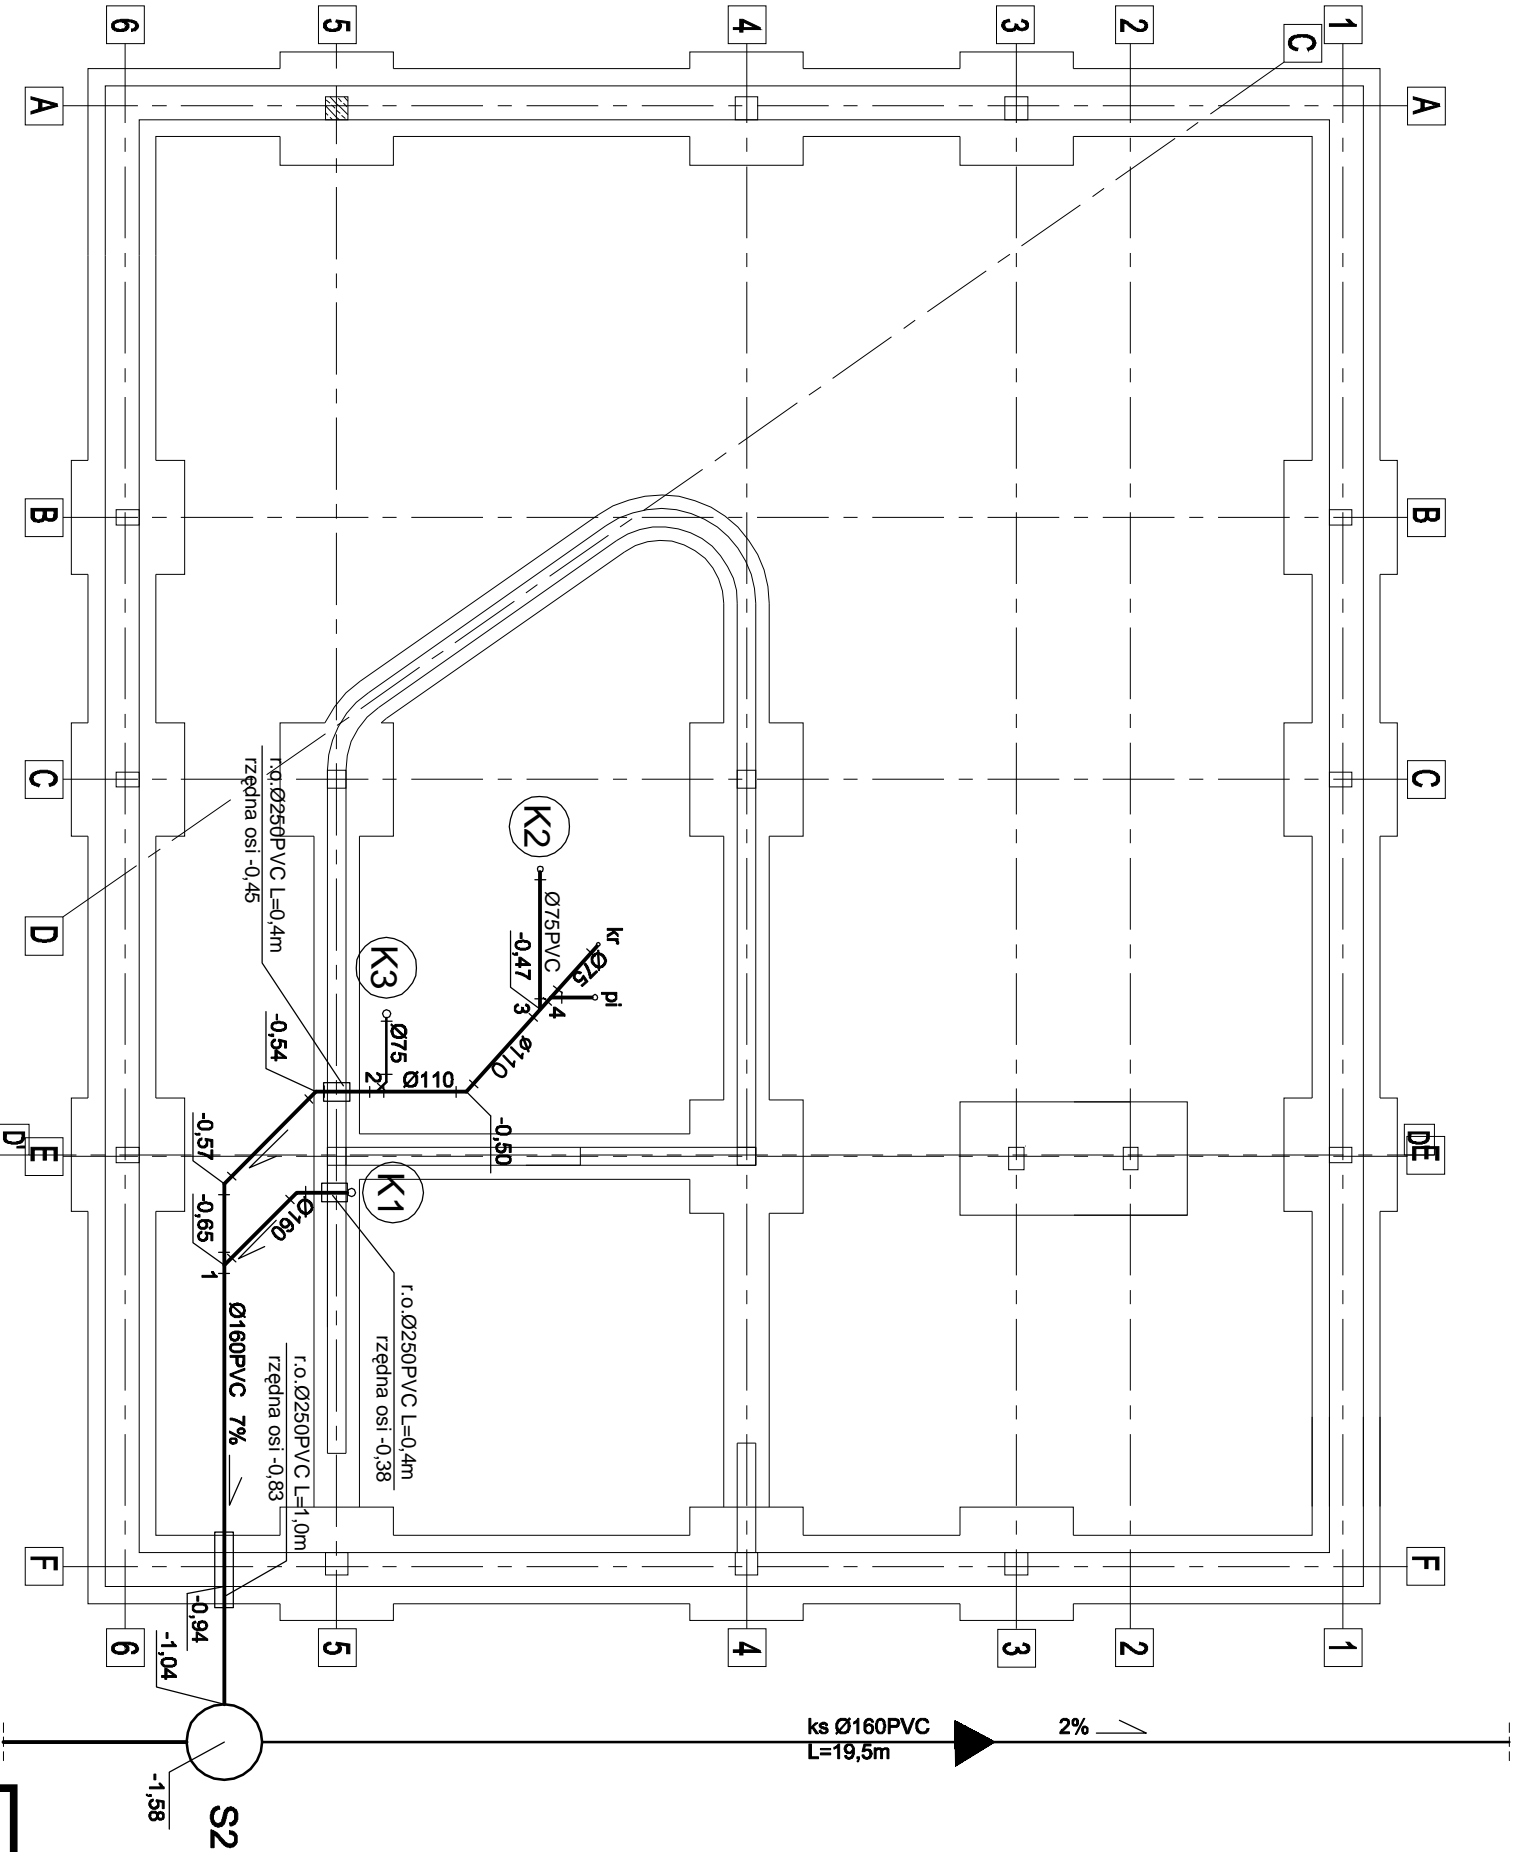 6
5
4
3
2
1
C
A
A
B
B
C
C
D
D'
E
D'E
F
F
6
5
4
3
2
1
r.o.Ø250PVC L=0,4m
rzędna osi -0,45
K2
Ø75PVC
-0,47
kr
Ø75
pi
3
4
Ø110
K3
Ø75
2
Ø110
-0,50
-0,54
-0,57
-0,65
1
K1
Ø160
r.o.Ø250PVC L=0,4m
rzędna osi -0,38
Ø160PVC 7%
r.o.Ø250PVC L=1,0m
rzędna osi -0,83
-0,94
-1,04
-1,58
S2
ks Ø160PVC
L=19,5m
2%